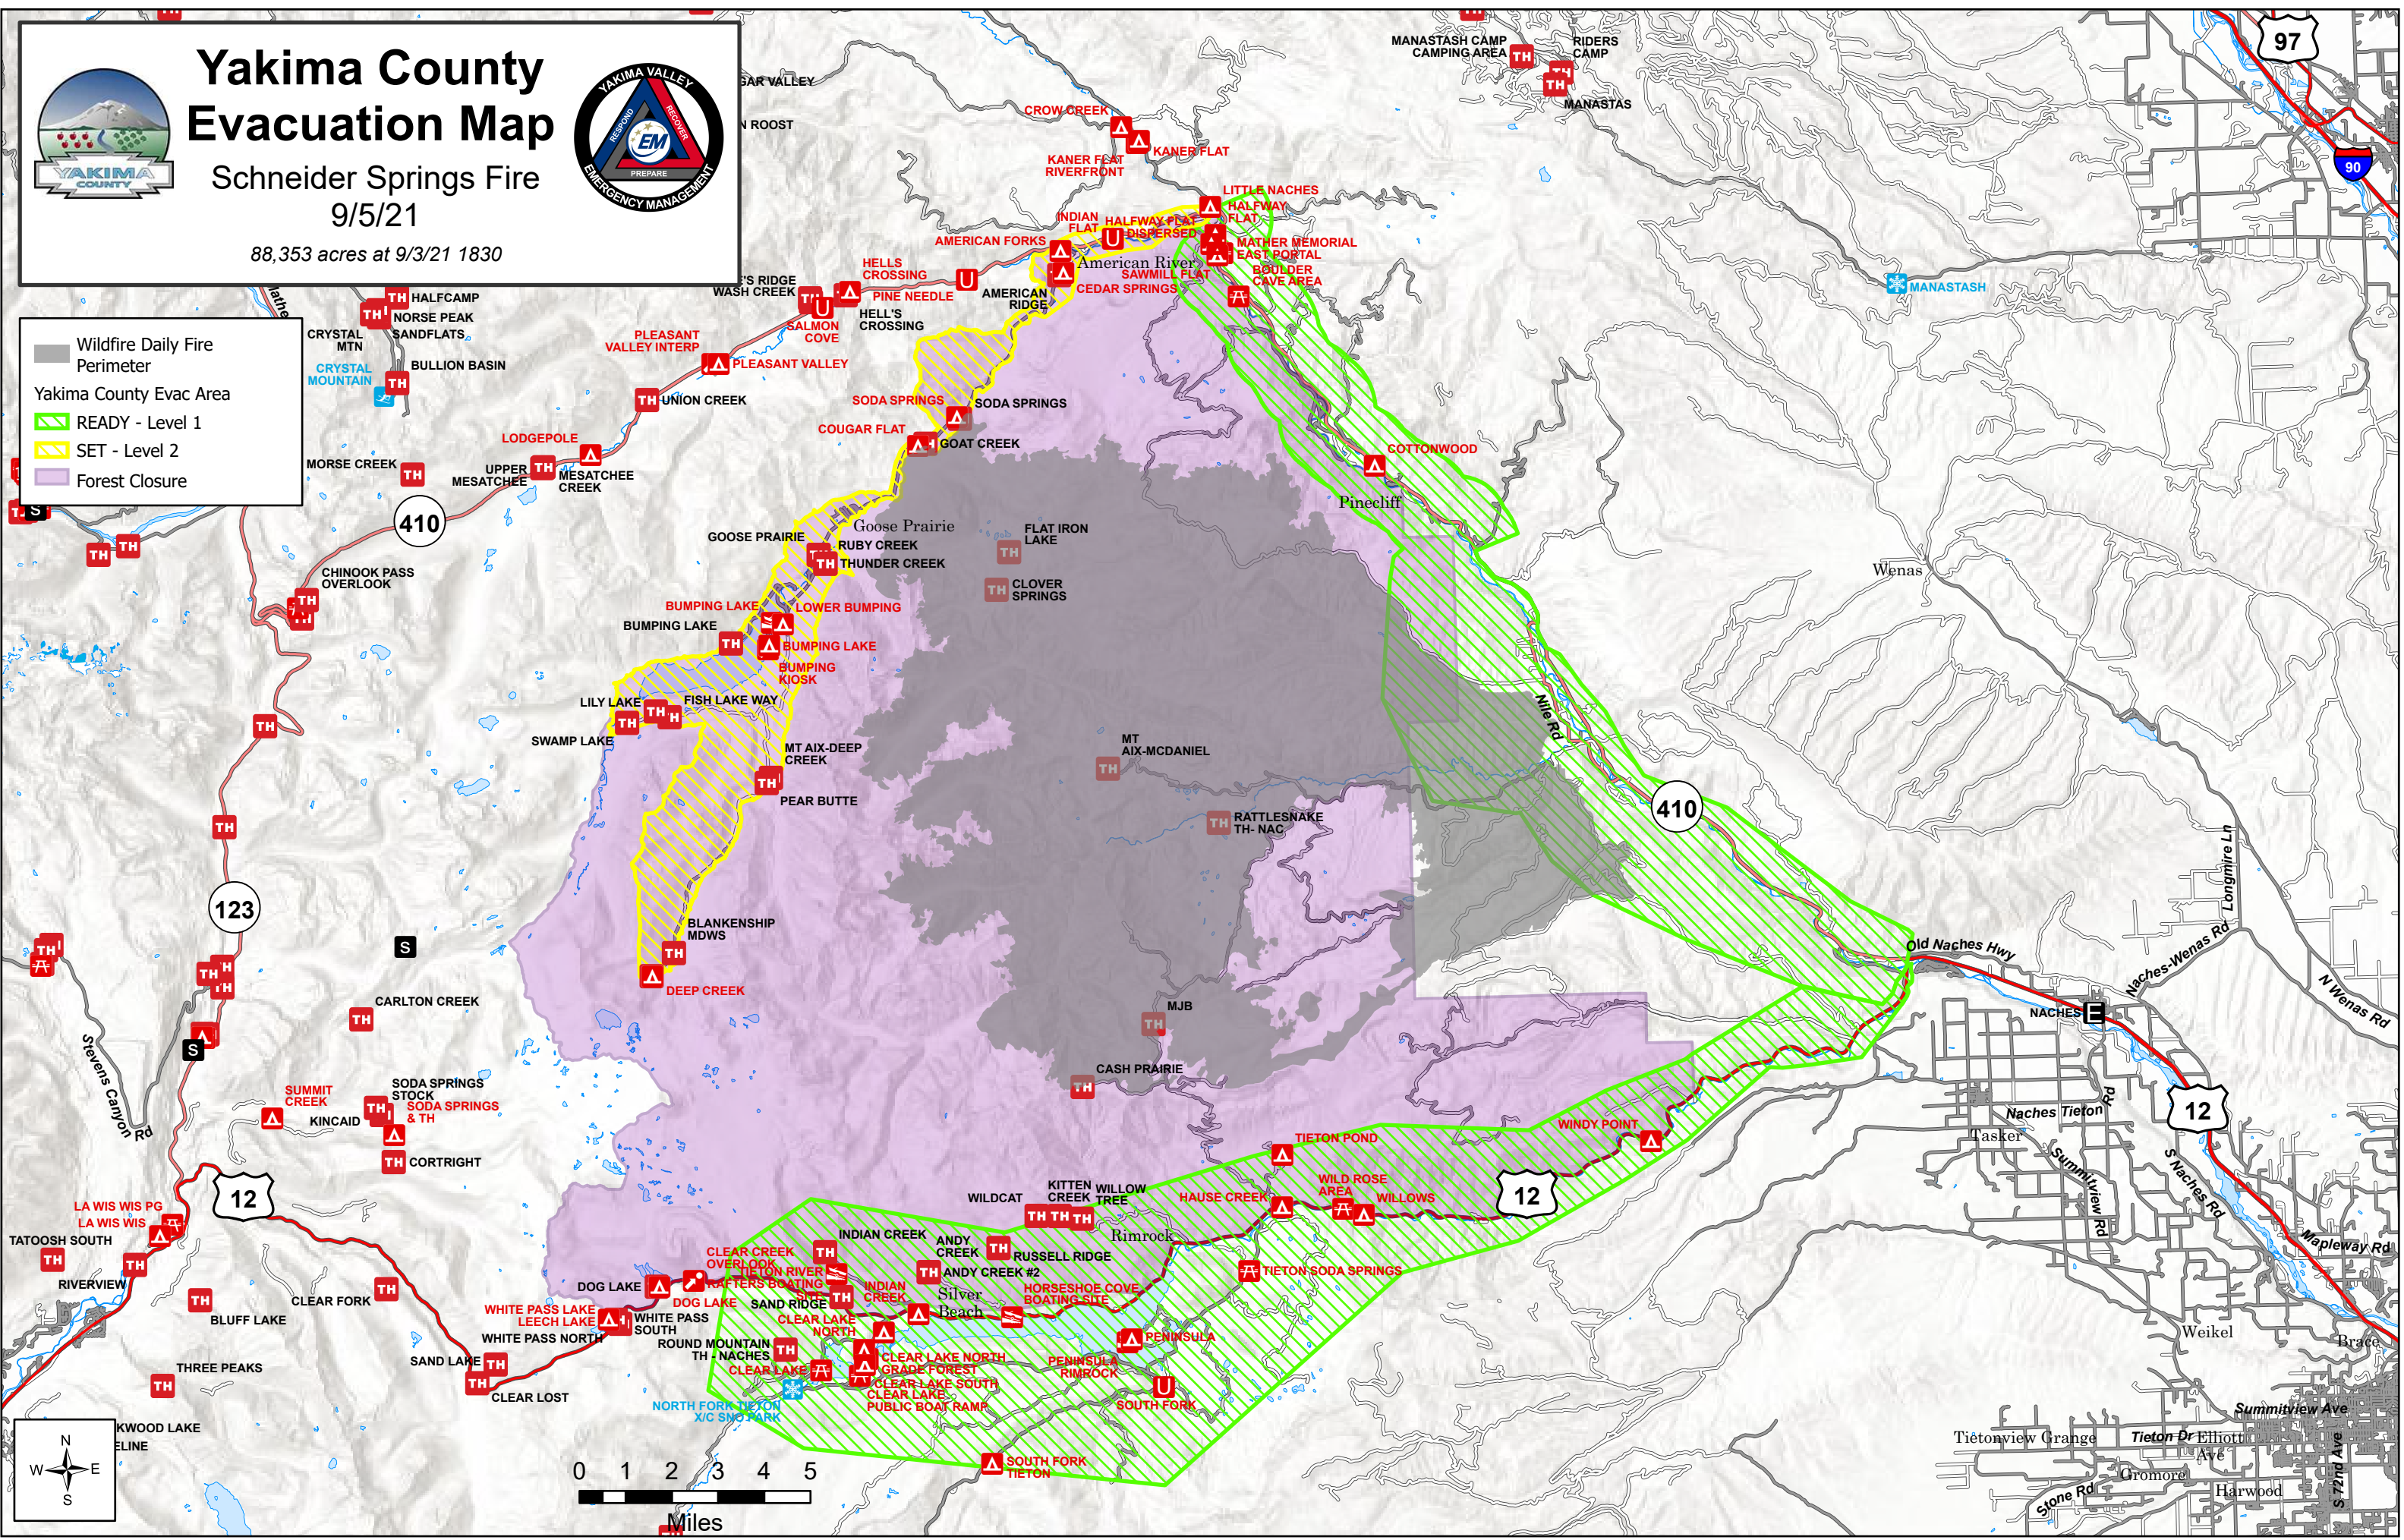 Yakima County
Evacuation Map
Schneider Springs Fire
9/5/21
88,353 acres at 9/3/21 1830
YAKIMA
COUNTY
YAKIMA VALLEY
EMERGENCY MANAGEMENT
RESPOND
RECOVER
PREPARE
EM
Wildfire Daily Fire
Perimeter
Yakima County Evac Area
READY - Level 1
SET - Level 2
Forest Closure
GAR VALLEY
N ROOST
MANASTASH CAMP
CAMPING AREA
RIDERS
CAMP
MANASTAS
97
90
CROW CREEK
KANER FLAT
KANER FLAT
RIVERFRONT
LITTLE NACHES
HALFWAY
FLAT
INDIAN
FLAT
HALFWAY FLAT
DISPERSED
AMERICAN FORKS
MATHER MEMORIAL
EAST PORTAL
American River
SAWMILL FLAT
BOULDER
CAVE AREA
CEDAR SPRINGS
AMERICAN
RIDGE
HELLS
CROSSING
PINE NEEDLE
'S RIDGE
WASH CREEK
HELL'S
CROSSING
SALMON
COVE
MANASTASH
HALFCAMP
NORSE PEAK
SANDFLATS
CRYSTAL
MTN
BULLION BASIN
CRYSTAL
MOUNTAIN
PLEASANT
VALLEY INTERP
PLEASANT VALLEY
UNION CREEK
SODA SPRINGS
SODA SPRINGS
COUGAR FLAT
GOAT CREEK
LODGEPOLE
MORSE CREEK
UPPER
MESATCHEE
MESATCHEE
CREEK
410
COTTONWOOD
Pinecliff
Goose Prairie
GOOSE PRAIRIE
RUBY CREEK
THUNDER CREEK
FLAT IRON
LAKE
CLOVER
SPRINGS
Wenas
CHINOOK PASS
OVERLOOK
BUMPING LAKE
LOWER BUMPING
BUMPING LAKE
BUMPING LAKE
BUMPING
KIOSK
LILY LAKE
FISH LAKE WAY
SWAMP LAKE
MT AIX-DEEP
CREEK
PEAR BUTTE
MT
AIX-MCDANIEL
RATTLESNAKE
TH- NAC
Nile Rd
410
123
BLANKENSHIP
MDWS
DEEP CREEK
Longmire Ln
Old Naches Hwy
Naches-Wenas Rd
N Wenas Rd
NACHES
E
CARLTON CREEK
MJB
CASH PRAIRIE
Stevens Canyon Rd
SUMMIT
CREEK
SODA SPRINGS
STOCK
SODA SPRINGS
& TH
KINCAID
CORTRIGHT
12
Naches Tieton
Rd
Tasker
Summitview Rd
S Naches Rd
Mapleway Rd
12
TIETON POND
WINDY POINT
HAUSE CREEK
WILD ROSE
AREA
WILLOWS
12
WILDCAT
KITTEN
CREEK
WILLOW
TREE
Rimrock
LA WIS WIS PG
LA WIS WIS
TATOOSH SOUTH
RIVERVIEW
BLUFF LAKE
CLEAR FORK
THREE PEAKS
KWOOD LAKE
ELINE
INDIAN CREEK
ANDY
CREEK
RUSSELL RIDGE
ANDY CREEK #2
CLEAR CREEK
OVERLOOK
TIETON RIVER
RAFTERS BOATING
SITE
DOG LAKE
DOG LAKE
SAND RIDGE
INDIAN
CREEK
Silver
Beach
HORSESHOE COVE
BOATING SITE
TIETON SODA SPRINGS
WHITE PASS LAKE
LEECH LAKE
WHITE PASS
SOUTH
WHITE PASS NORTH
CLEAR LAKE
NORTH
ROUND MOUNTAIN
TH - NACHES
CLEAR LAKE
CLEAR LAKE NORTH
GRADE FOREST
CLEAR LAKE SOUTH
CLEAR LAKE
PUBLIC BOAT RAMP
NORTH FORK TIETON
X/C SNO PARK
PENINSULA
PENINSULA
RIMROCK
SOUTH FORK
SOUTH FORK
TIETON
SAND LAKE
CLEAR LOST
Weikel
Brace
Summitview Ave
Tietonview Grange
Tieton Dr
Elliott
Ave
Gromore
Harwood
Stone Rd
S 72nd Ave
N
W
E
S
0 1 2 3 4 5
Miles